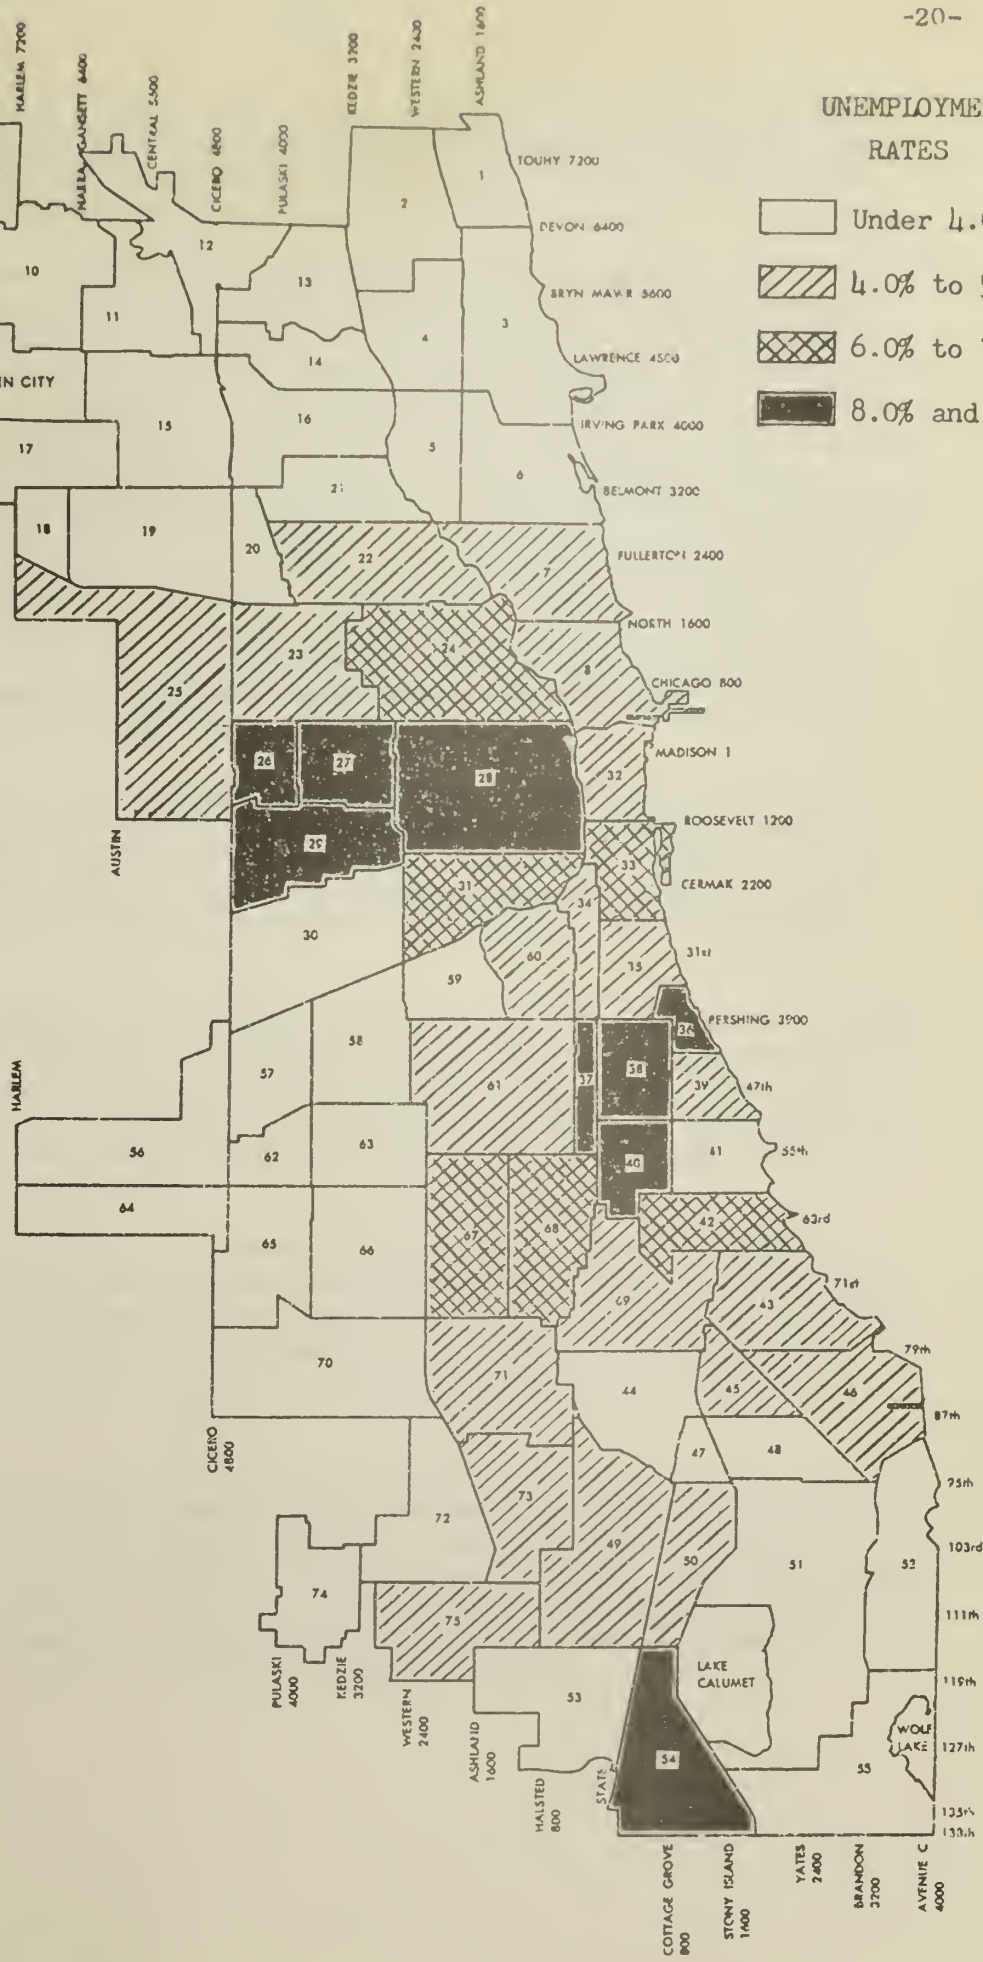 -20-
UNEMPLOYME
RATES
Under 4.
4.0% to
6.0% to
8.0% and
HARLEM 7200
CENTRAL 5600
CICERO 4800
PULASKI 4000
KEDZIE 3200
WESTERN 2400
ASHLAND 1600
TOUHY 7200
DEVON 6400
BRYN MAWR 5600
LAWRENCE 4800
IRVING PARK 4000
BELMONT 3200
FULLERTON 2400
NORTH 1600
CHICAGO 800
MADISON 1
ROOSEVELT 1200
CERMAK 2200
31st
PERSHING 3900
47th
55th
63rd
71st
79th
87th
95th
103rd
111th
119th
127th
135th
138th
1
2
3
4
5
6
7
8
10
11
12
13
14
EN CITY
15
16
17
18
19
20
21
22
23
24
25
26
27
28
29
30
31
32
33
34
35
36
37
38
39
40
41
42
43
44
45
46
47
48
49
50
51
52
53
54
55
56
57
58
59
60
61
62
63
64
65
66
67
68
69
70
71
72
73
74
75
AUSTIN
HARLEM
CICERO
4800
PULASKI
4000
KEDZIE
3200
WESTERN
2400
ASHLAND
1600
HALSTED
800
STATE
COTTAGE GROVE
800
STONY ISLAND
1600
YATES
2400
BRANDON
3200
AVENUE C
4000
LAKE
CALUMET
WOLF
LAKE